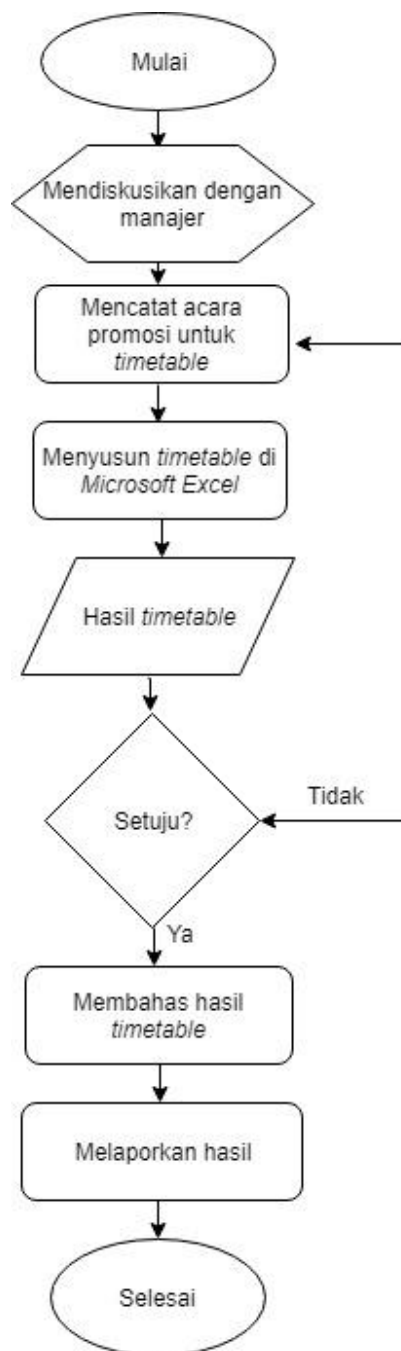 Mulai
Mendiskusikan dengan
manajer
Mencatat acara
promosi untuk
timetable
Menyusun timetable di
Microsoft Excel
Hasil timetable
Setuju?
Tidak
Ya
Membahas hasil
timetable
Melaporkan hasil
Selesai